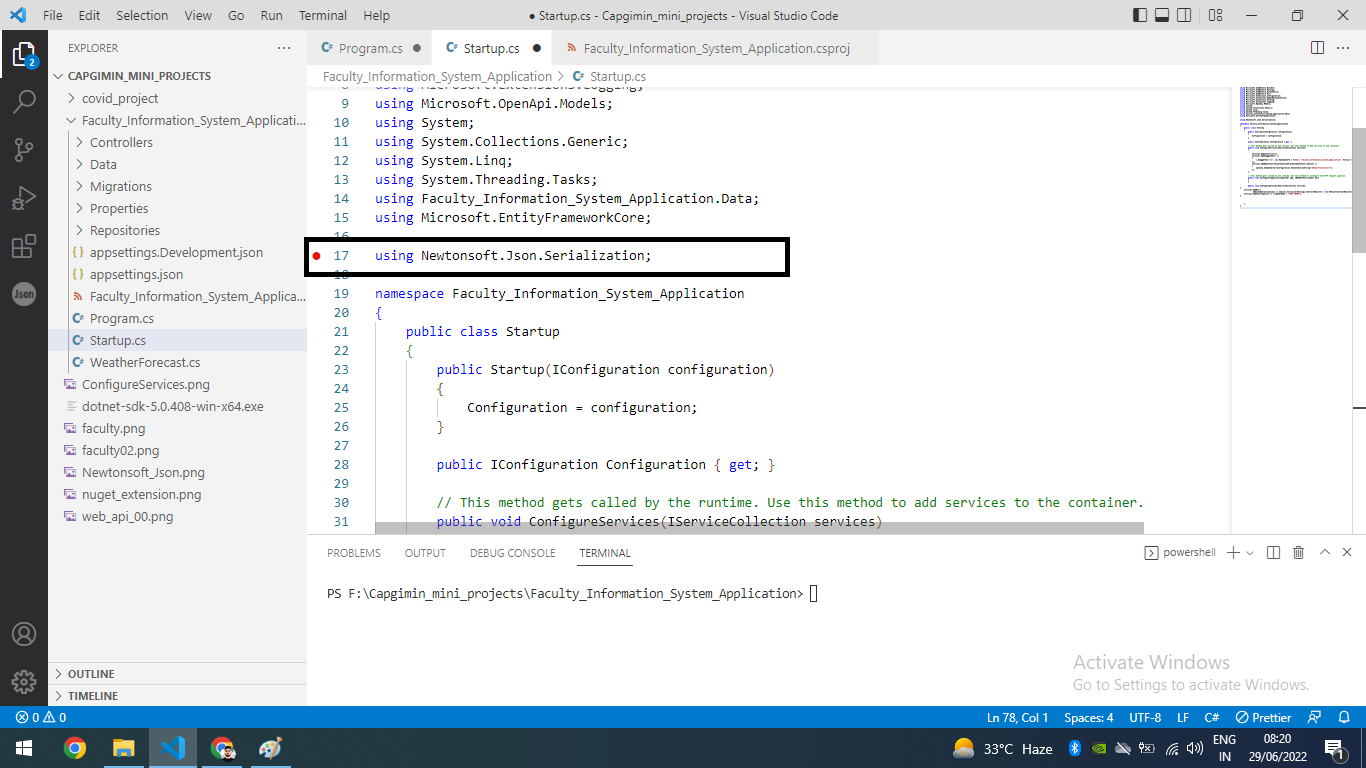 File Edit Selection View Go Run Terminal Help
● Startup.cs - Capgimin_mini_projects - Visual Studio Code
2
EXPLORER
CAPGIMIN_MINI_PROJECTS
covid_project
Faculty_Information_System_Applicati...
Controllers
Data
Migrations
Properties
Repositories
{} appsettings.Development.json
{} appsettings.json
Faculty_Information_System_Applica...
C# Program.cs
C# Startup.cs
C# WeatherForecast.cs
ConfigureServices.png
dotnet-sdk-5.0.408-win-x64.exe
faculty.png
faculty02.png
Newtonsoft_Json.png
nuget_extension.png
web_api_00.png
OUTLINE
TIMELINE
Json
C# Program.cs ●
C# Startup.cs ●
Faculty_Information_System_Application.csproj
Faculty_Information_System_Application > C# Startup.cs
8 using Microsoft.Extensions.Logging;
9 using Microsoft.OpenApi.Models;
10 using System;
11 using System.Collections.Generic;
12 using System.Linq;
13 using System.Threading.Tasks;
14 using Faculty_Information_System_Application.Data;
15 using Microsoft.EntityFrameworkCore;
16
17 using Newtonsoft.Json.Serialization;
18
19 namespace Faculty_Information_System_Application
20 {
21 public class Startup
22 {
23 public Startup(IConfiguration configuration)
24 {
25 Configuration = configuration;
26 }
27
28 public IConfiguration Configuration { get; }
29
30 // This method gets called by the runtime. Use this method to add services to the container.
31 public void ConfigureServices(IServiceCollection services)
PROBLEMS OUTPUT DEBUG CONSOLE TERMINAL
powershell
PS F:\Capgimin_mini_projects\Faculty_Information_System_Application>
Activate Windows
Go to Settings to activate Windows.
0 0
Ln 78, Col 1 Spaces: 4 UTF-8 LF C# Prettier
33°C Haze
ENG
IN
08:20
29/06/2022
1